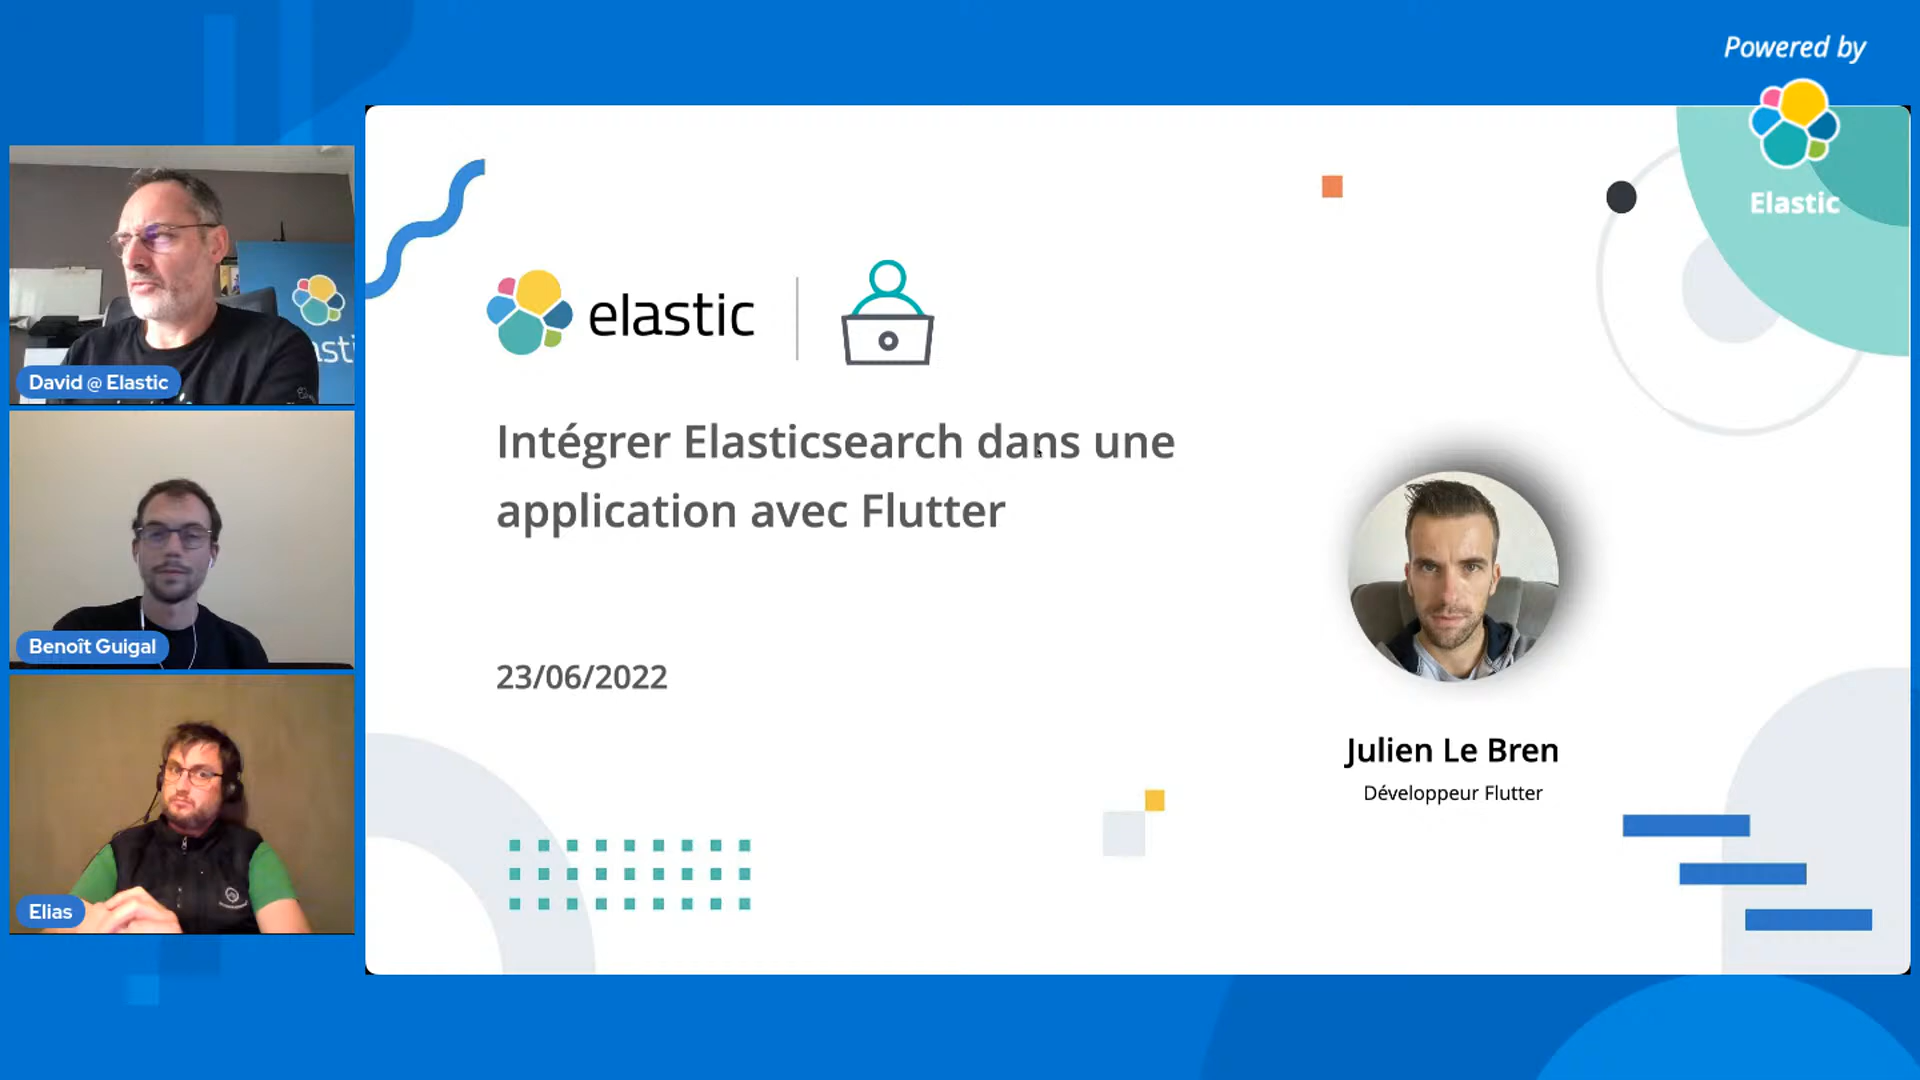 Powered by
Elastic
David @ Elastic
Benoît Guigal
Elias
elastic
Intégrer Elasticsearch dans une
application avec Flutter
23/06/2022
Julien Le Bren
Développeur Flutter